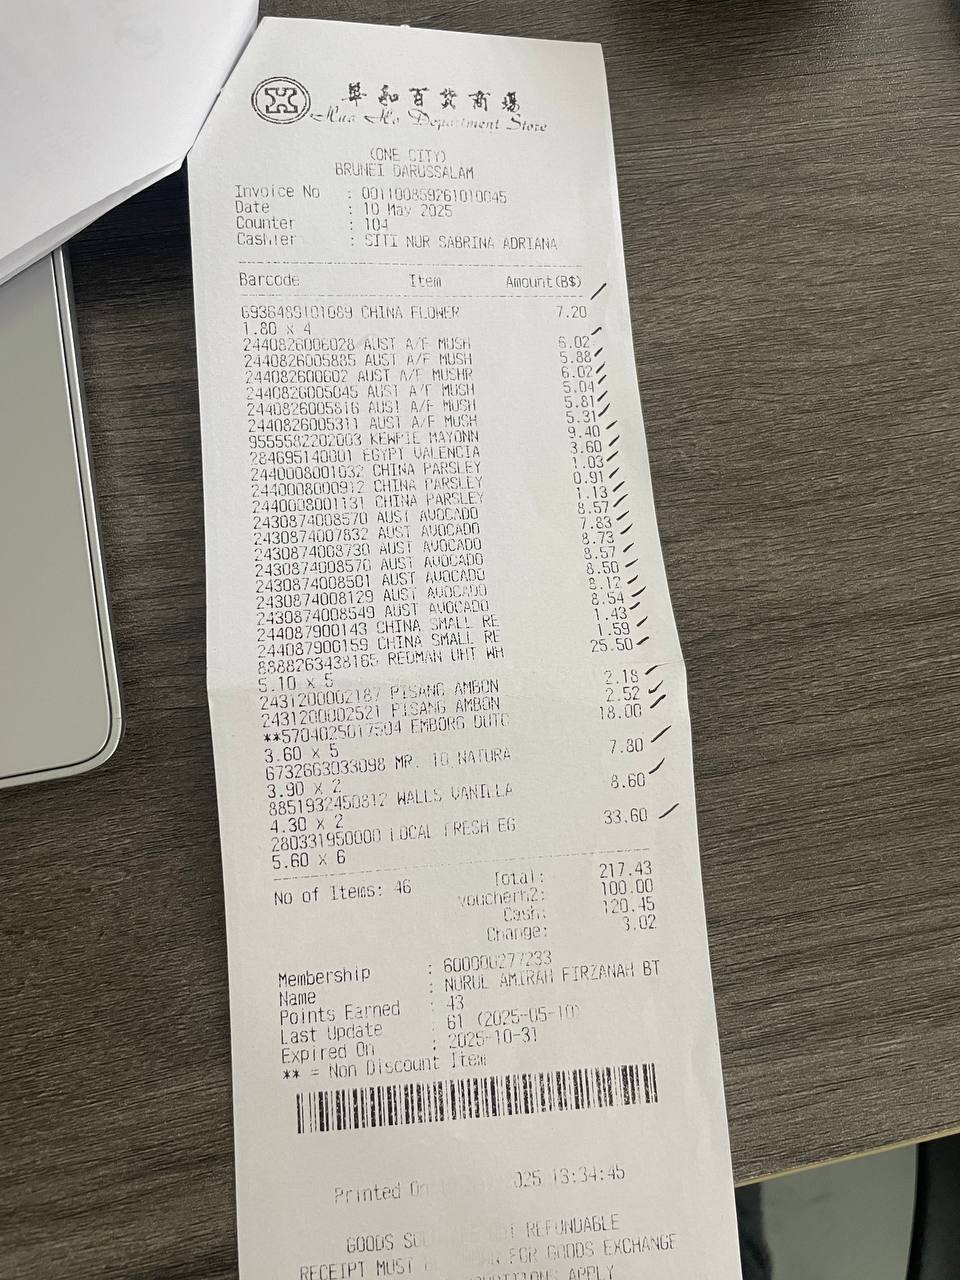 華和百貨商場
Hua Ho Department Store
(ONE CITY)
BRUNEI DARUSSALAM
Invoice No : 001100859261010045
Date : 10 May 2025
Counter : 104
Cashier : SITI NUR SABRINA ADRIANA
Barcode Item Amount(B$)
6936489101089 CHINA FLOWER 7.20
1.80 x 4
2440826006028 AUST A/F MUSH 6.02
2440826005885 AUST A/F MUSH 5.88
244082600602 AUST A/F MUSHR 6.02
2440826005045 AUST A/F MUSH 5.04
2440826005816 AUST A/F MUSH 5.81
2440826005311 AUST A/F MUSH 5.31
9555582202003 KEWPIE MAYONN 9.40
284695140001 EGYPT VALENCIA 3.60
2440008001032 CHINA PARSLEY 1.03
2440008000912 CHINA PARSLEY 0.91
2440008001131 CHINA PARSLEY 1.13
2430874008570 AUST AVOCADO 8.57
2430874007832 AUST AVOCADO 7.83
2430874008730 AUST AVOCADO 8.73
2430874008570 AUST AVOCADO 8.57
2430874008501 AUST AVOCADO 8.50
2430874008129 AUST AVOCADO 8.12
2430874008549 AUST AVOCADO 8.54
244087900143 CHINA SMALL RE 1.43
244087900159 CHINA SMALL RE 1.59
8888263438165 REDMAN UHT WH 25.50
5.10 x 5
2431200002187 PISANG AMBON 2.18
2431200002521 PISANG AMBON 2.52
**5704025017504 EMBORG DUTC 18.00
3.60 x 5
6732663033098 MR. 10 NATURA 7.80
3.90 x 2
8851932450812 WALLS VANILLA 8.60
4.30 x 2
280331950000 LOCAL FRESH EG 33.60
5.60 x 6
No of Items: 46 Total: 217.43
voucherh2: 100.00
Cash: 120.45
Change: 3.02
Membership : 600000277233
Name : NURUL AMIRAH FIRZANAH BT
Points Earned : 43
Last Update : 61 (2025-05-10)
Expired On : 2025-10-31
** = Non Discount Item
Printed On 025 13:34:45
GOODS REFUNDABLE
RECEIPT MUST FOR GOODS EXCHANGE
APPLY